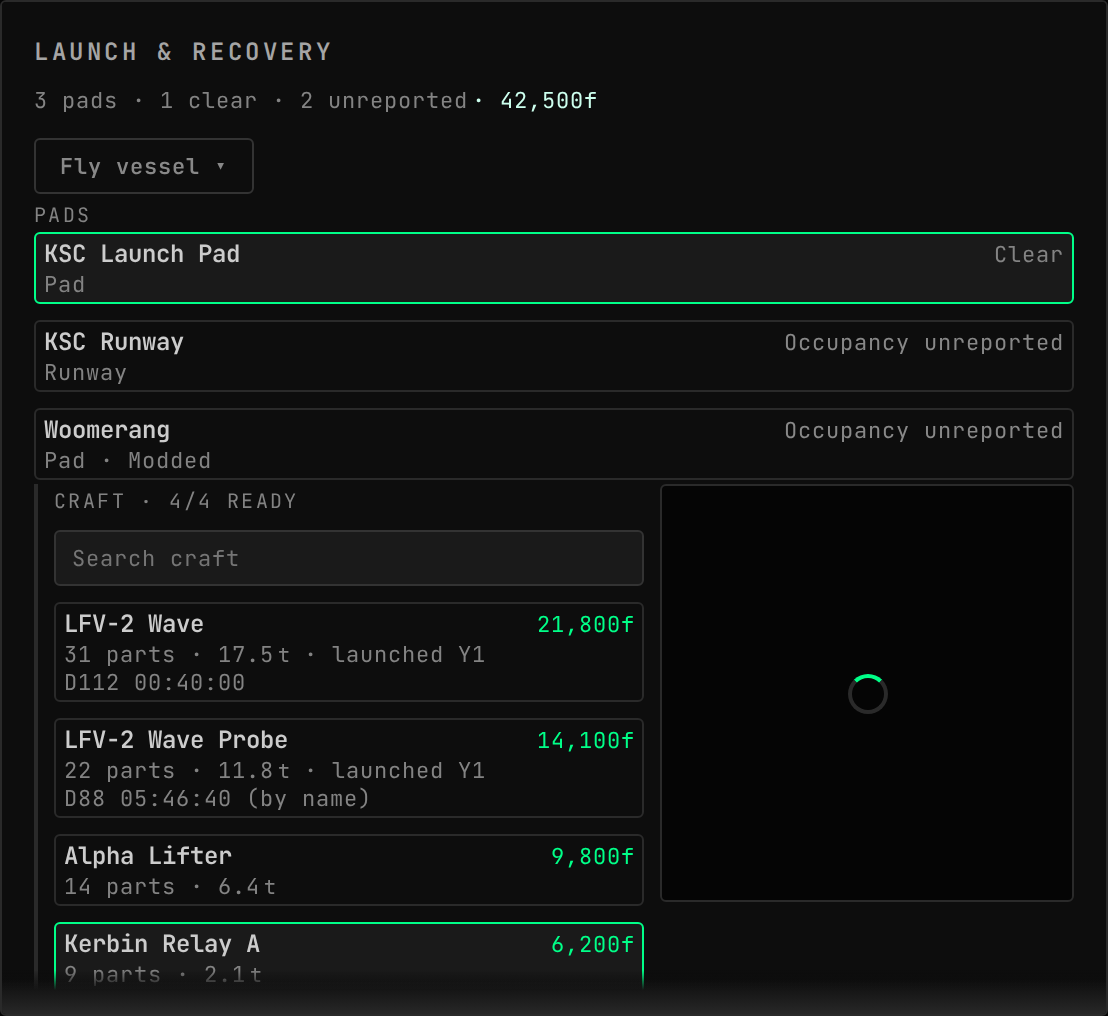 LAUNCH & RECOVERY
3 pads · 1 clear · 2 unreported · 42,500f
Fly vessel ▾
PADS
KSC Launch Pad Clear
Pad
KSC Runway Occupancy unreported
Runway
Woomerang Occupancy unreported
Pad · Modded
CRAFT · 4/4 READY
Search craft
LFV-2 Wave 21,800f
31 parts · 17.5t · launched Y1
D112 00:40:00
LFV-2 Wave Probe 14,100f
22 parts · 11.8t · launched Y1
D88 05:46:40 (by name)
Alpha Lifter 9,800f
14 parts · 6.4t
Kerbin Relay A 6,200f
9 parts · 2.1t